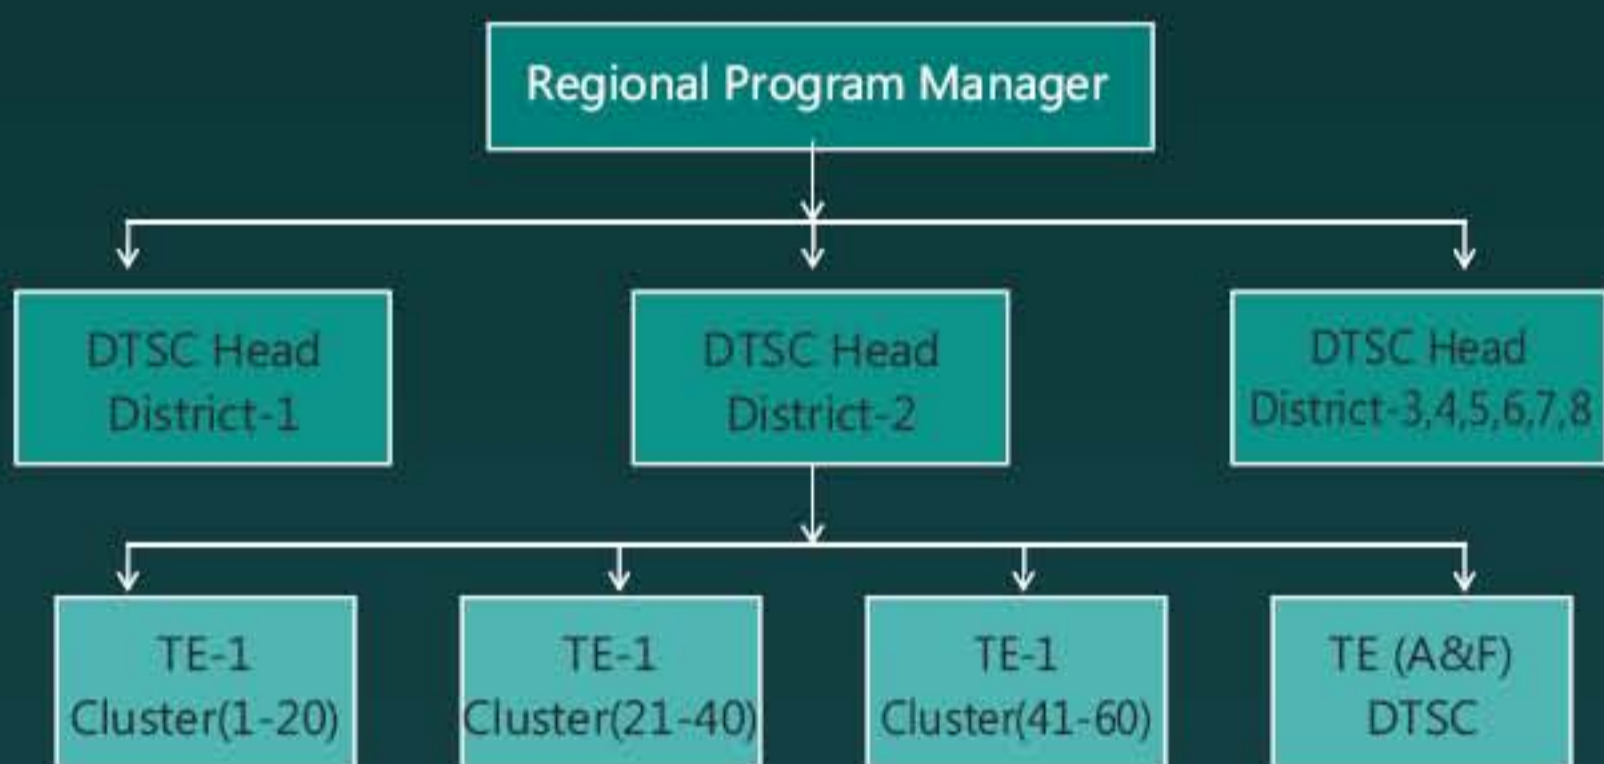 Regional Program Manager
DTSC Head
District-1
DTSC Head
District-2
DTSC Head
District-3,4,5,6,7,8
TE-1
Cluster(1-20)
TE-1
Cluster(21-40)
TE-1
Cluster(41-60)
TE (A&F)
DTSC